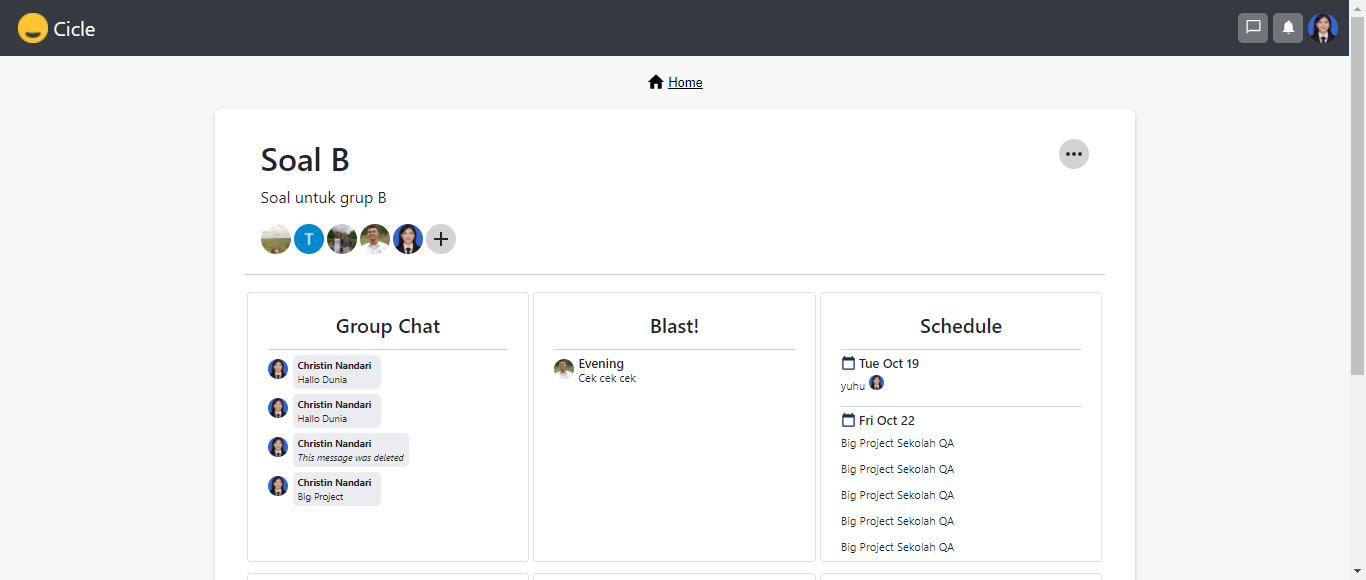 Cicle
Home
Soal B
Soal untuk grup B
T
Group Chat
Christin Nandari
Hallo Dunia
Christin Nandari
Hallo Dunia
Christin Nandari
This message was deleted
Christin Nandari
Big Project
Blast!
Evening
Cek cek cek
Schedule
Tue Oct 19
yuhu
Fri Oct 22
Big Project Sekolah QA
Big Project Sekolah QA
Big Project Sekolah QA
Big Project Sekolah QA
Big Project Sekolah QA